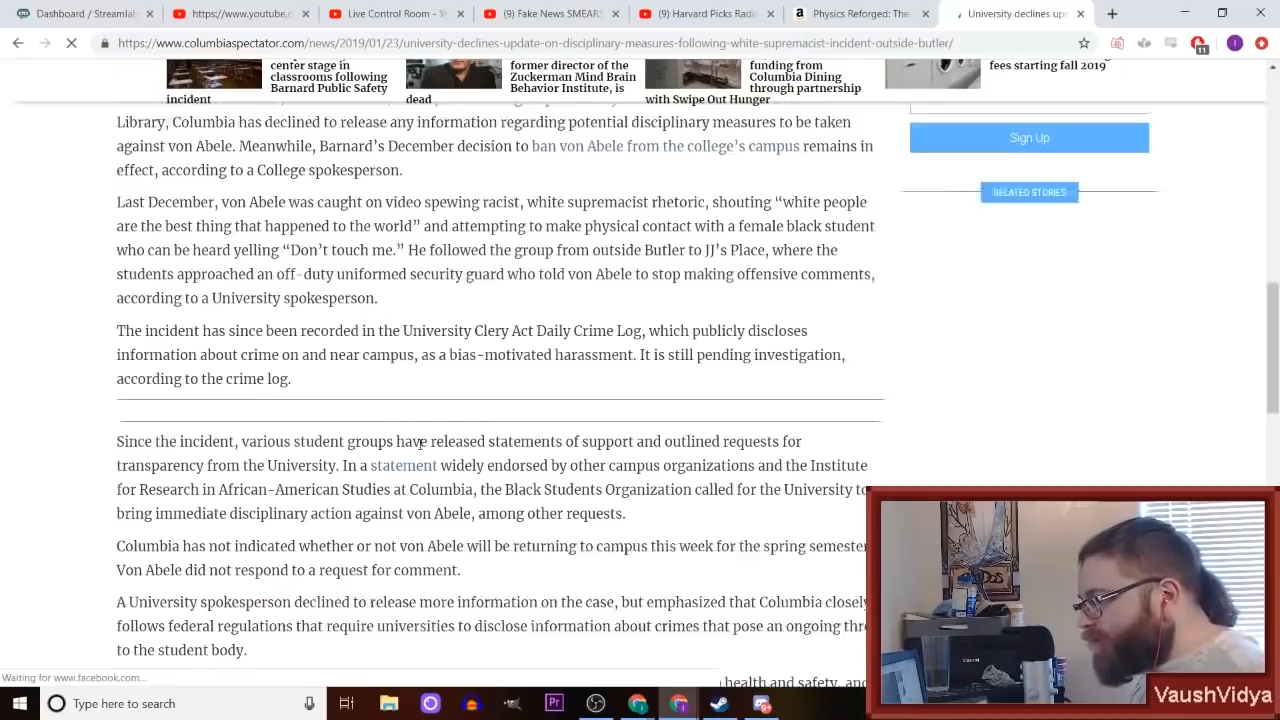 Dashboard / Streamlab
https://www.youtube.c
Live Control Room - Yo
(9) Fake News SMEARS
(9) Harvard Picks Radic
Physics Reforged: The
University declines up
https://www.columbiaspectator.com/news/2019/01/23/university-declines-update-on-disciplinary-measures-following-white-supremacist-incident-outside-butler/
11
center stage in
classrooms following
Barnard Public Safety
incident
former director of the
Zuckerman Mind Brain
Behavior Institute, is
dead
funding from
Columbia Dining
through partnership
with Swipe Out Hunger
fees starting fall 2019
Library, Columbia has declined to release any information regarding potential disciplinary measures to be taken
against von Abele. Meanwhile, Barnard's December decision to ban von Abele from the college's campus remains in
effect, according to a College spokesperson.
Last December, von Abele was caught on video spewing racist, white supremacist rhetoric, shouting “white people
are the best thing that happened to the world” and attempting to make physical contact with a female black student
who can be heard yelling “Don’t touch me.” He followed the group from outside Butler to JJ’s Place, where the
students approached an off-duty uniformed security guard who told von Abele to stop making offensive comments,
according to a University spokesperson.
The incident has since been recorded in the University Clery Act Daily Crime Log, which publicly discloses
information about crime on and near campus, as a bias-motivated harassment. It is still pending investigation,
according to the crime log.
Since the incident, various student groups have released statements of support and outlined requests for
transparency from the University. In a statement widely endorsed by other campus organizations and the Institute
for Research in African-American Studies at Columbia, the Black Students Organization called for the University to
bring immediate disciplinary action against von Abele, among other requests.
Columbia has not indicated whether or not von Abele will be returning to campus this week for the spring semester.
Von Abele did not respond to a request for comment.
A University spokesperson declined to release more information on the case, but emphasized that Columbia closely
follows federal regulations that require universities to disclose information about crimes that pose an ongoing thre
to the student body.
health and safety, and
Sign Up
RELATED STORIES
Waiting for www.facebook.com...
Type here to search
VaushVidya